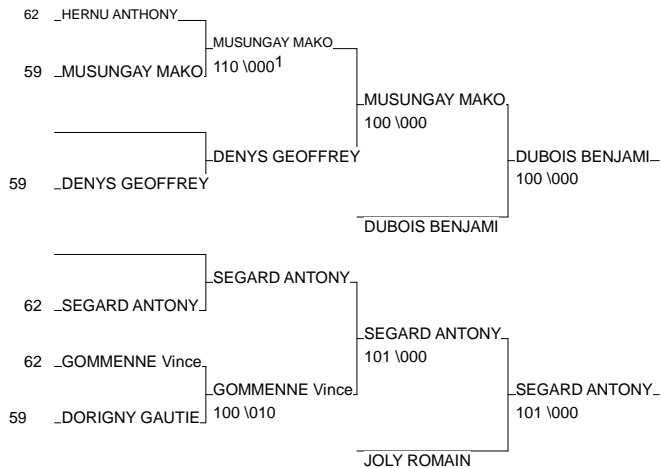 62 HERNU ANTHONY
MUSUNGAY MAKO
59 MUSUNGAY MAKO
110 \000 1
MUSUNGAY MAKO
100 \000
DENYS GEOFFREY
DUBOIS BENJAMI
59 DENYS GEOFFREY
100 \000
DUBOIS BENJAMI
SEGARD ANTONY
62 SEGARD ANTONY
SEGARD ANTONY
101 \000
62 GOMMENNE Vince
GOMMENNE Vince
100 \010
SEGARD ANTONY
101 \000
59 DORIGNY GAUTIE
JOLY ROMAIN